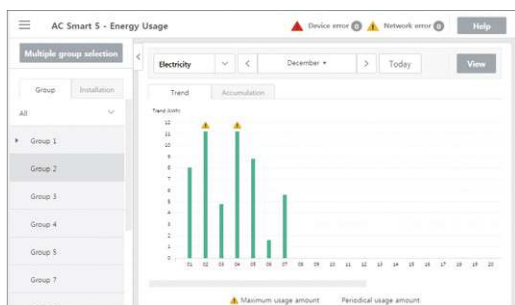 AC Smart 5 - Energy Usage
Device error 0
Network error 0
Help
Multiple group selection
Electricity
December
Today
View
Group
Installation
All
Group 1
Group 2
Group 3
Group 4
Group 5
Group 7
Trend
Accumulation
Trend (kWh)
12
11
10
9
8
7
6
5
4
3
2
1
0
01 02 03 04 05 06 07 08 09 10 11 12 13 14 15 16 17 18 19 20
Maximum usage amount
Periodical usage amount